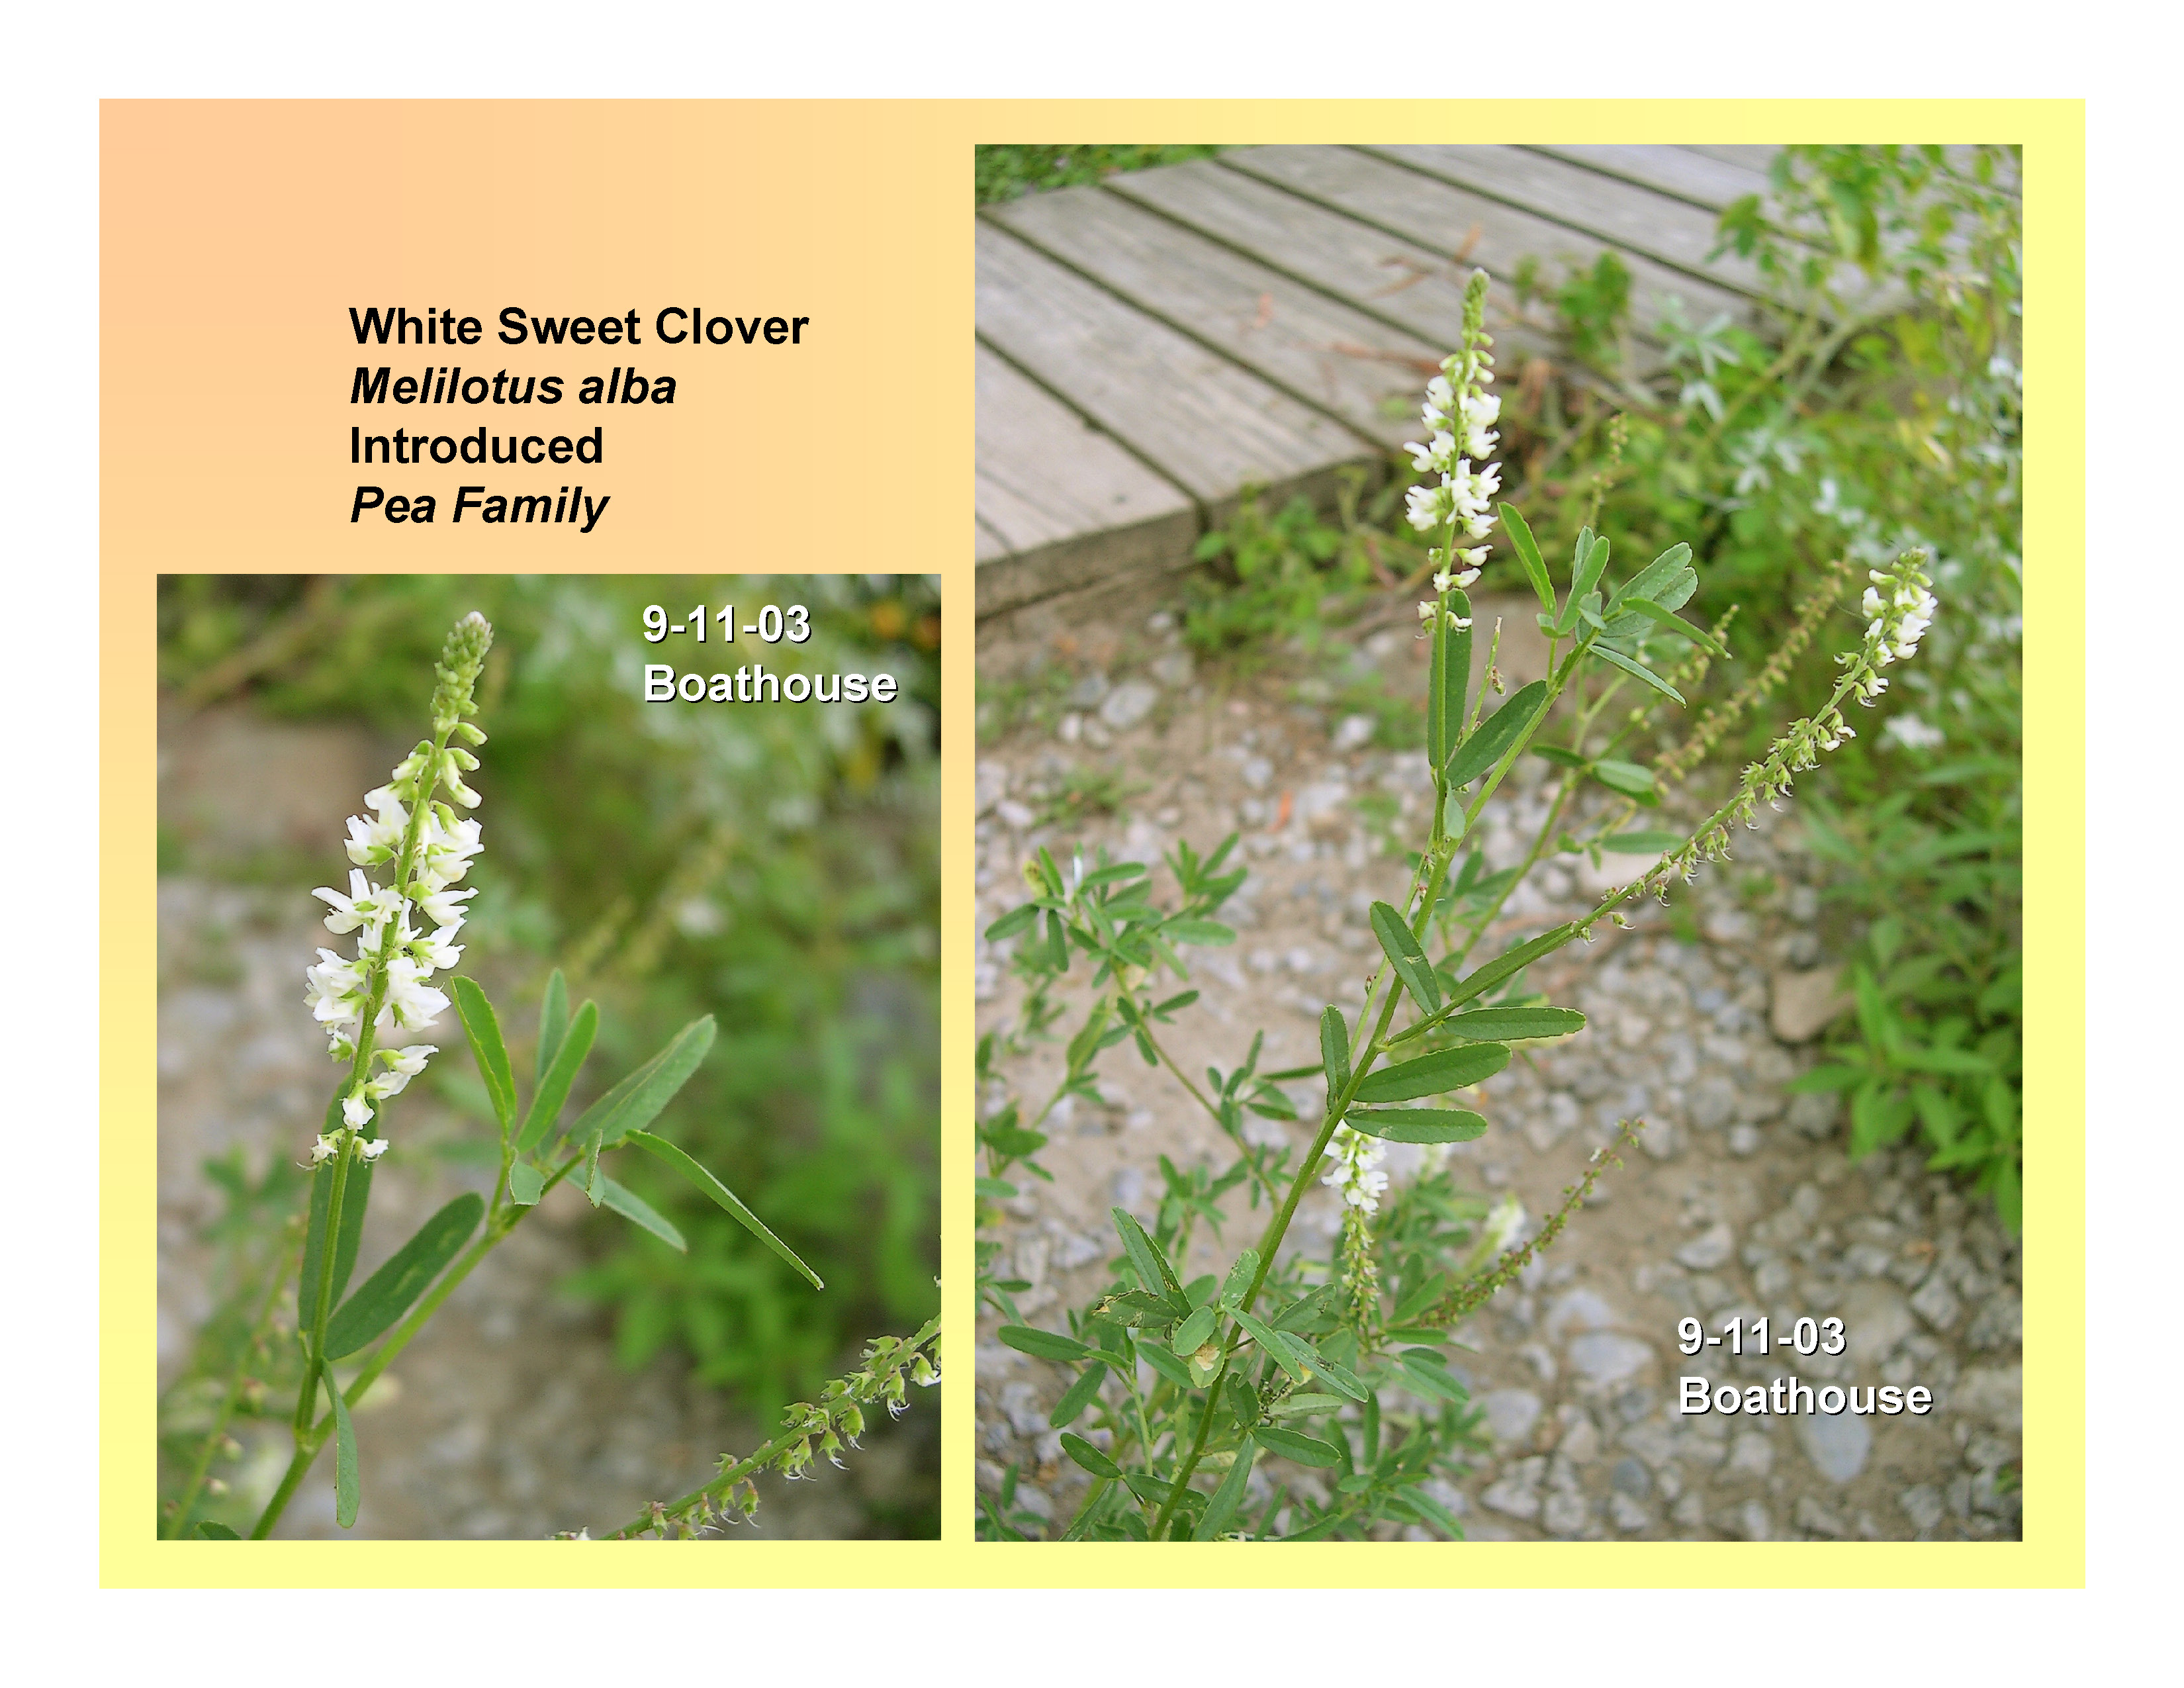 White Sweet Clover
Melilotus alba
Introduced
Pea Family
9-11-03
Boathouse
9-11-03
Boathouse